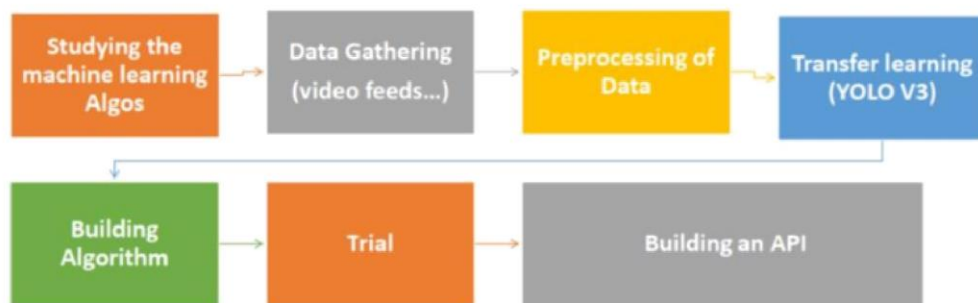 Studying the
machine learning
Algos
Data Gathering
(video feeds...)
Preprocessing of
Data
Transfer learning
(YOLO V3)
Building
Algorithm
Trial
Building an API